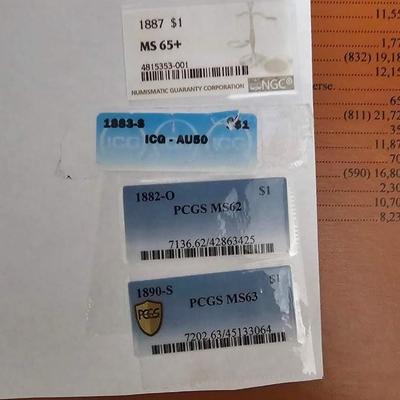 1887 $1
MS 65+
4815353-001
NUMISMATIC GUARANTY CORPORATION
NGC®
1883-S $1
ICG - AU50
1882-O $1
PCGS MS62
7136.62/42863425
1890-S $1
PCGS MS63
PCGS
7202.63/45133064
11,55
1,77
(832) 19,18
12,15
erse.
65
(811) 21,72
35
11,87
70
(590) 16,80
2,30
10,70
8,23